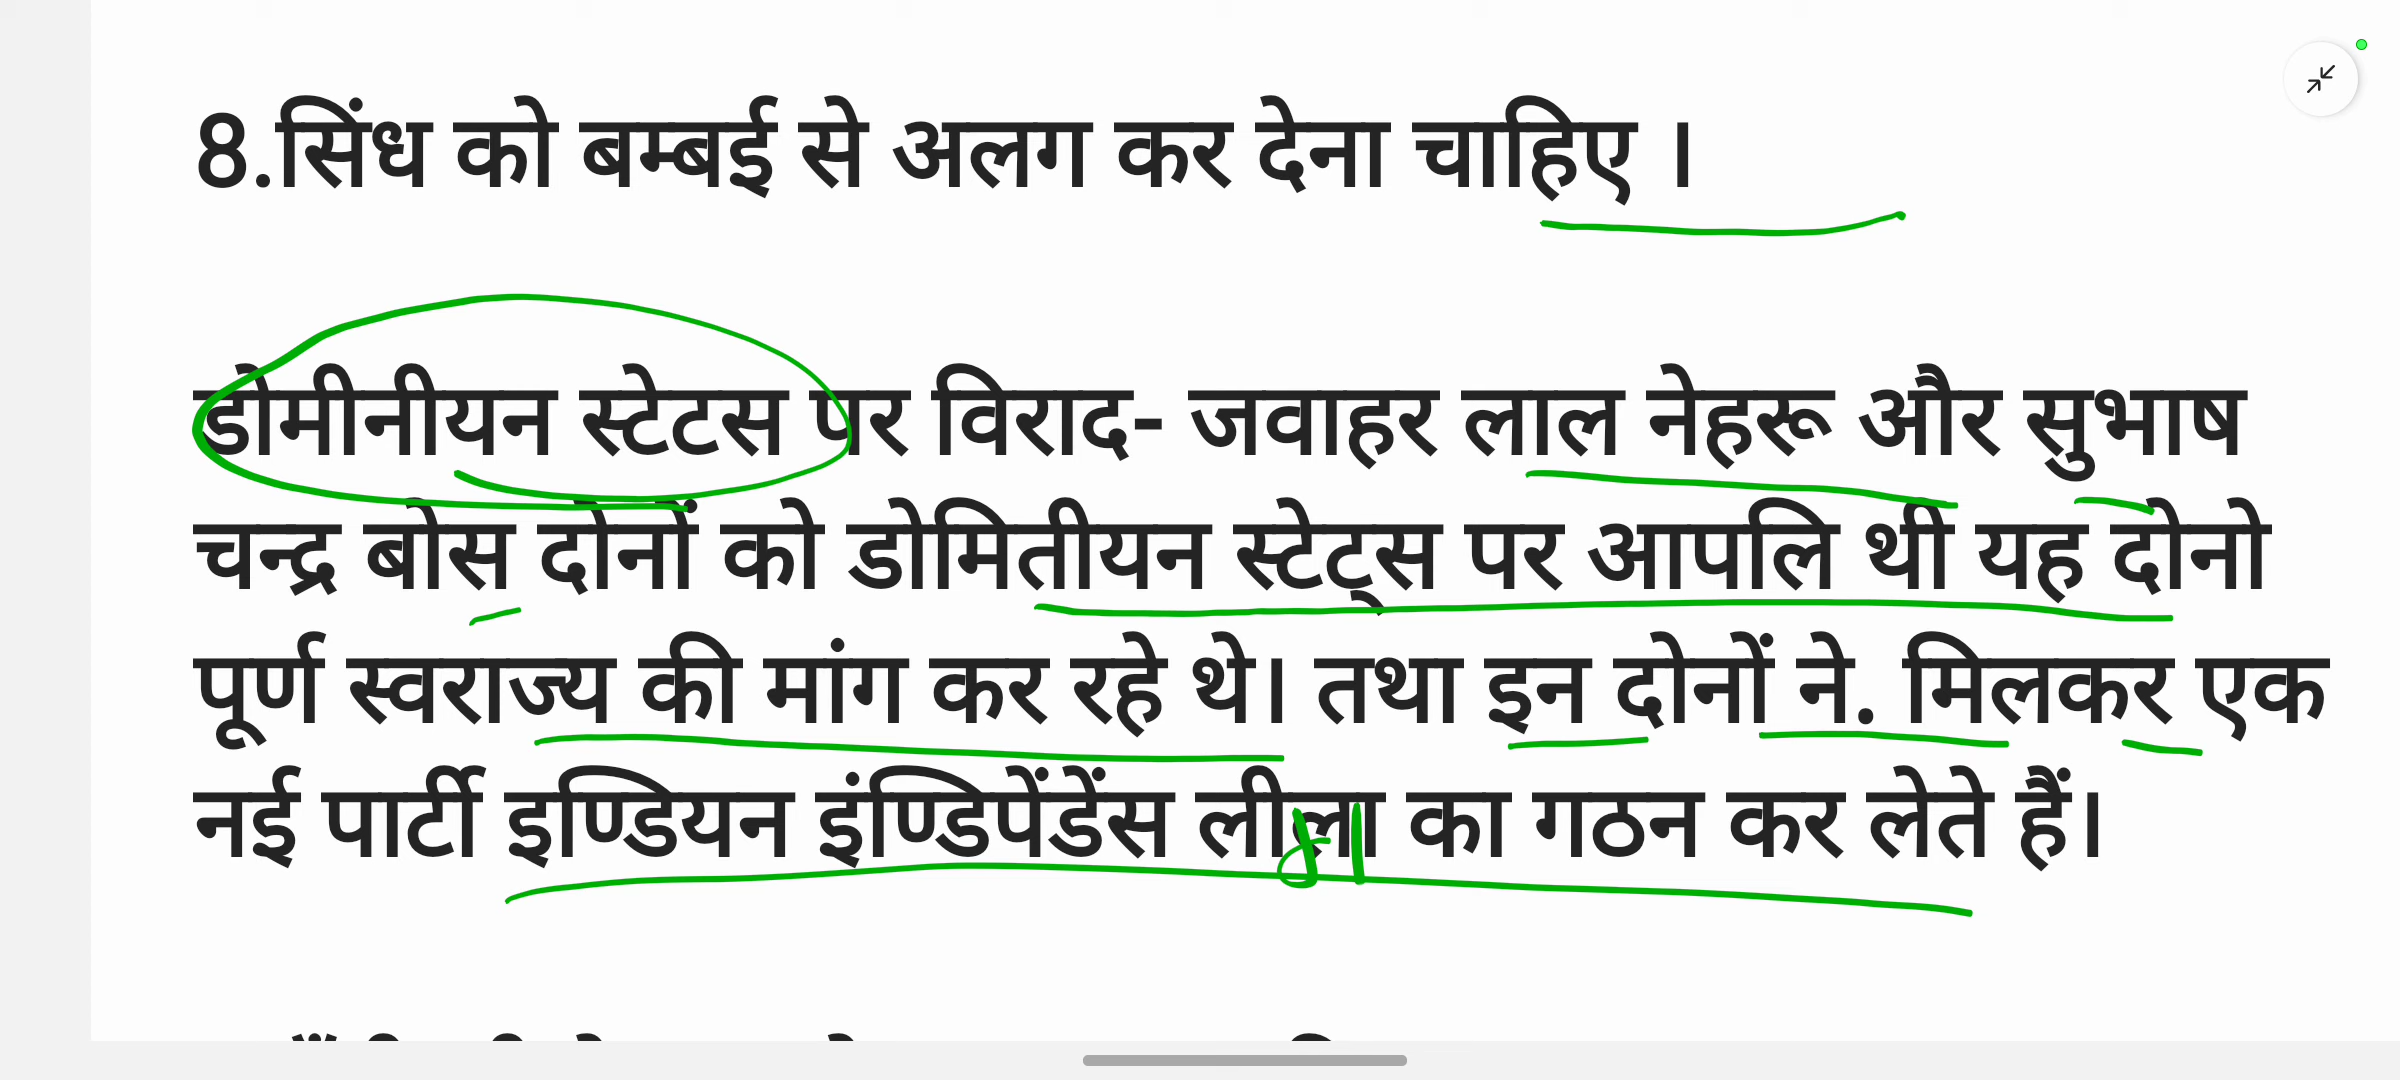 8.सिंध को बम्बई से अलग कर देना चाहिए ।
डोमीनीयन स्टेटस पर विराद- जवाहर लाल नेहरू और सुभाष
चन्द्र बोस दोनों को डोमितीयन स्टेट्स पर आपलि थी यह दोनो
पूर्ण स्वराज्य की मांग कर रहे थे। तथा इन दोनों ने. मिलकर एक
नई पार्टी इण्डियन इंण्डिपेंडेंस लीला का गठन कर लेते हैं।